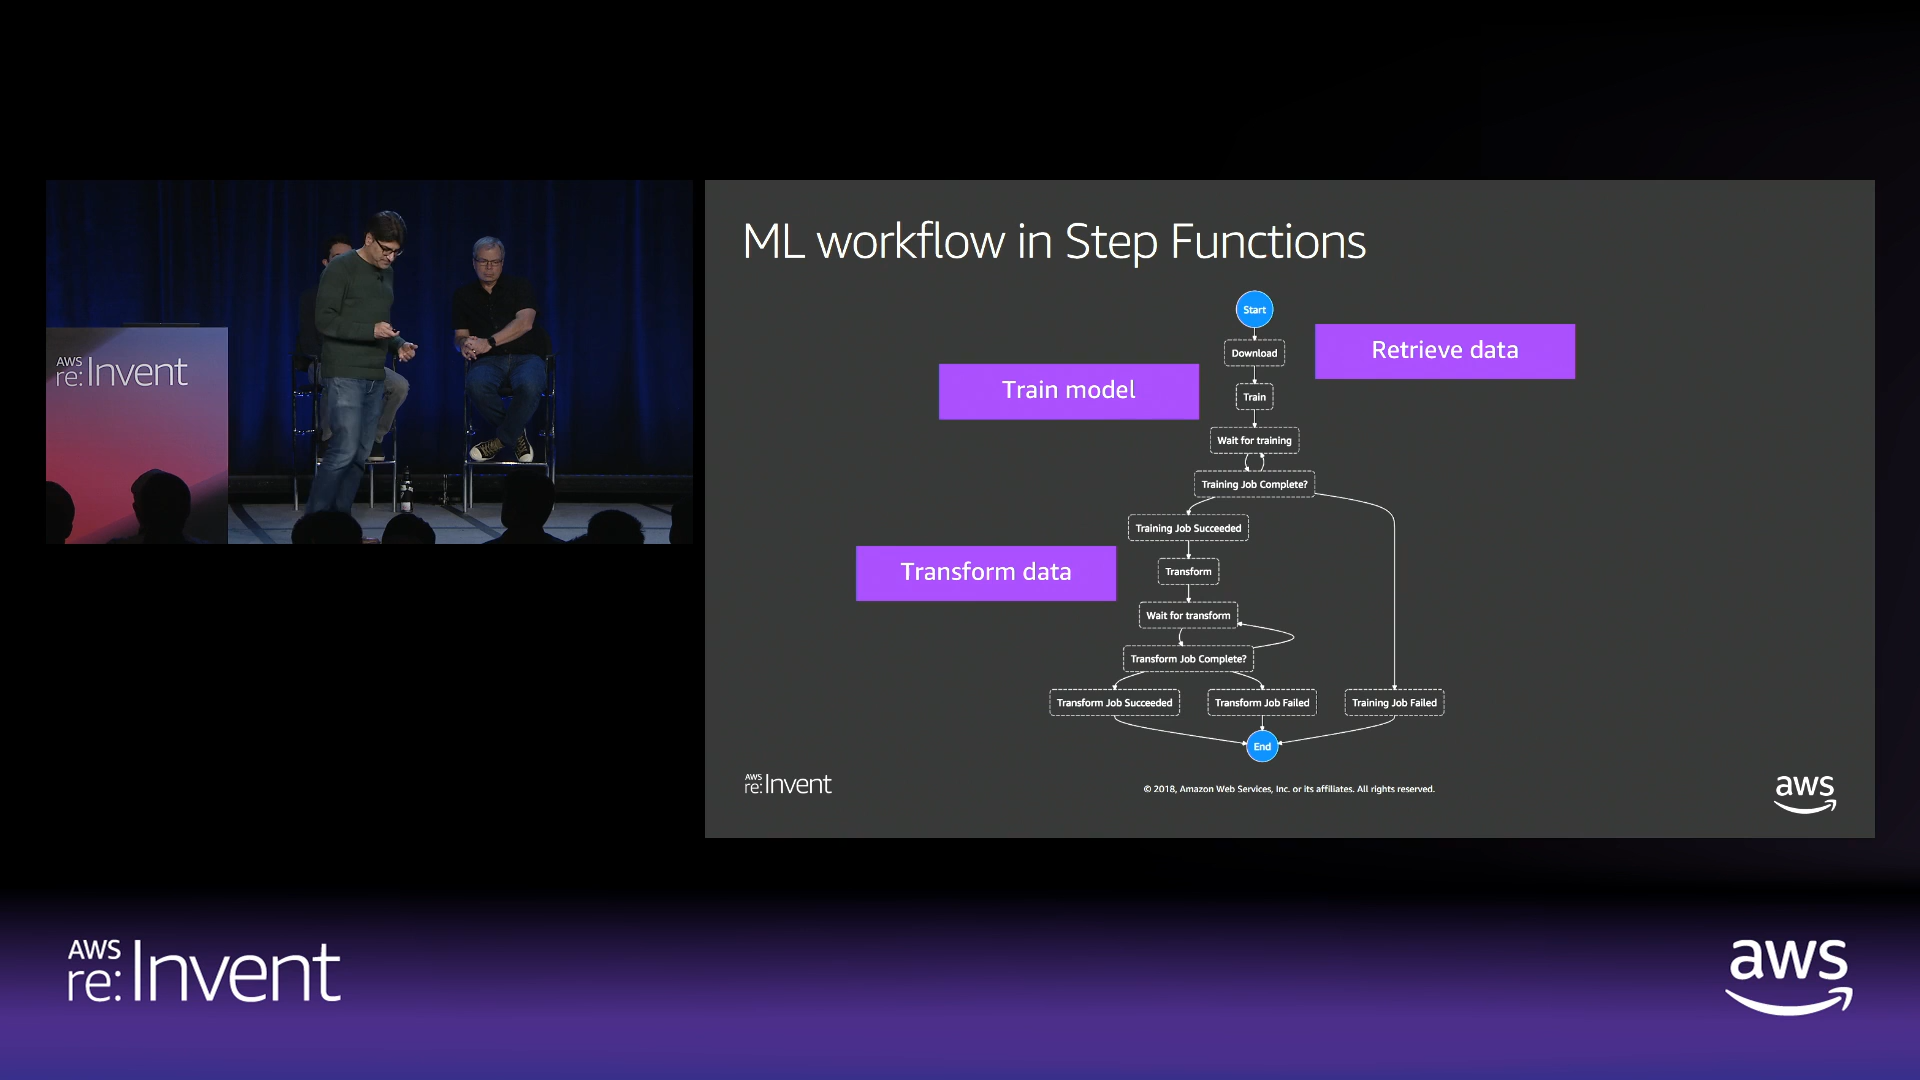 AWS
re:Invent
ML workflow in Step Functions
Start
Download
Retrieve data
Train model
Train
Wait for training
Training Job Complete?
Training Job Succeeded
Transform data
Transform
Wait for transform
Transform Job Complete?
Transform Job Succeeded
Transform Job Failed
Training Job Failed
End
AWS
re:Invent
© 2018, Amazon Web Services, Inc. or its affiliates. All rights reserved.
aws
AWS
re:Invent
aws